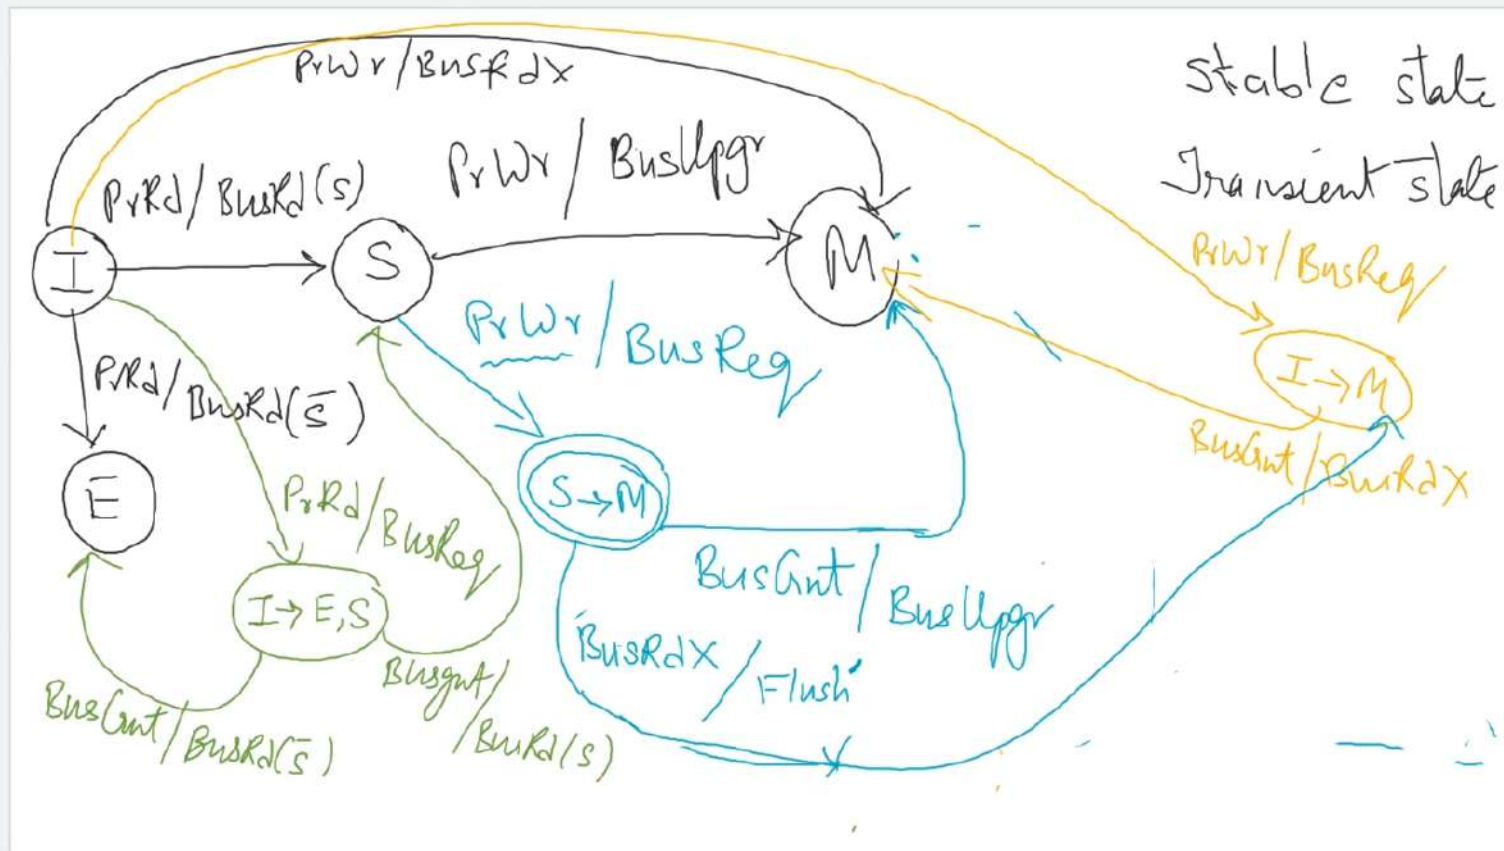 PrWr/BusRdX
Stable state
PrWr/BusUpgr
Transient state
PrRd/BusRd(S)
I
S
M
PrWr/BusReq
PrWr/BusReq
I→M
PrRd/BusRd(S̄)
BusGnt/BusRdX
E
PrRd/BusReq
S→M
BusGnt/BusUpgr
I→E,S
BusRdX/Flush'
Busgnt/BusRd(S)
BusGnt/BusRd(S̄)